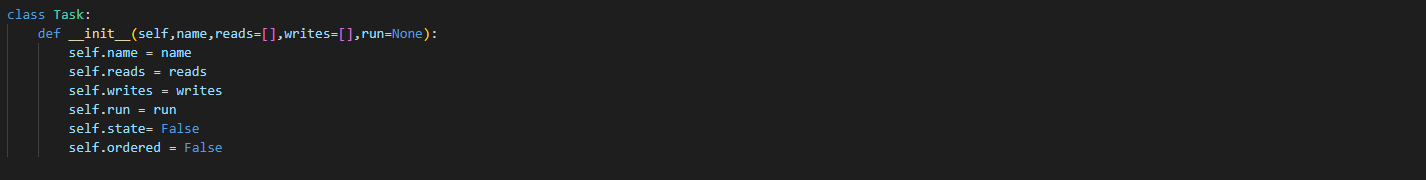 class Task:
    def __init__(self,name,reads=[],writes=[],run=None):
        self.name = name
        self.reads = reads
        self.writes = writes
        self.run = run
        self.state= False
        self.ordered = False